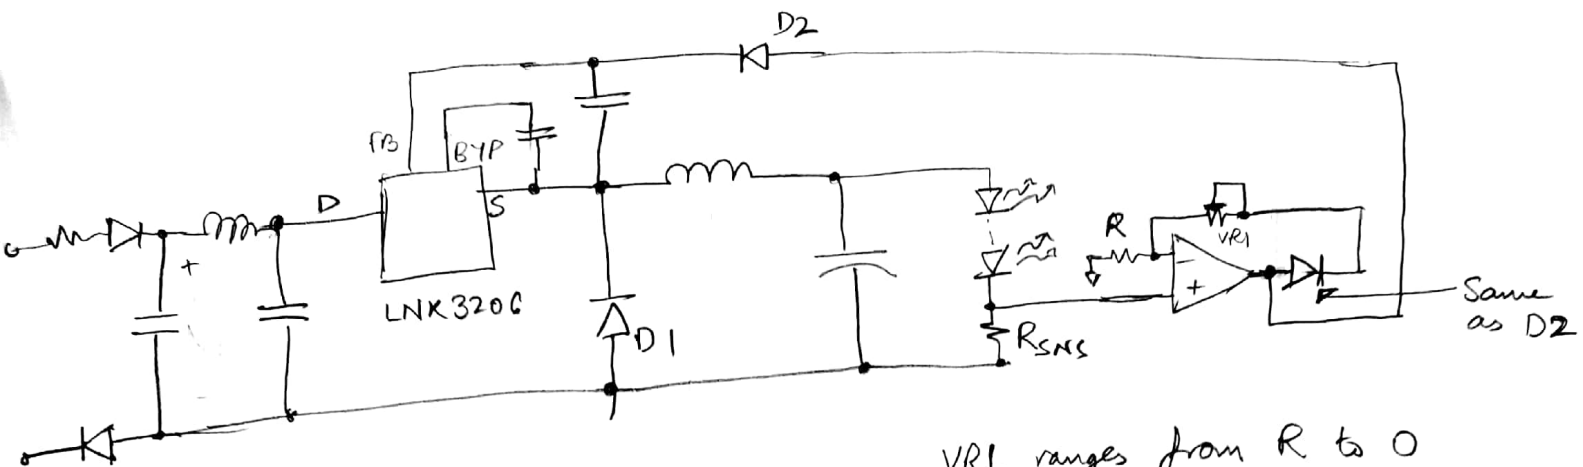 D2
FB
BYP
D
S
+
LNK3206
D1
R
VR1
−
+
RSNS
Same
as D2
VR1 ranges from R to 0